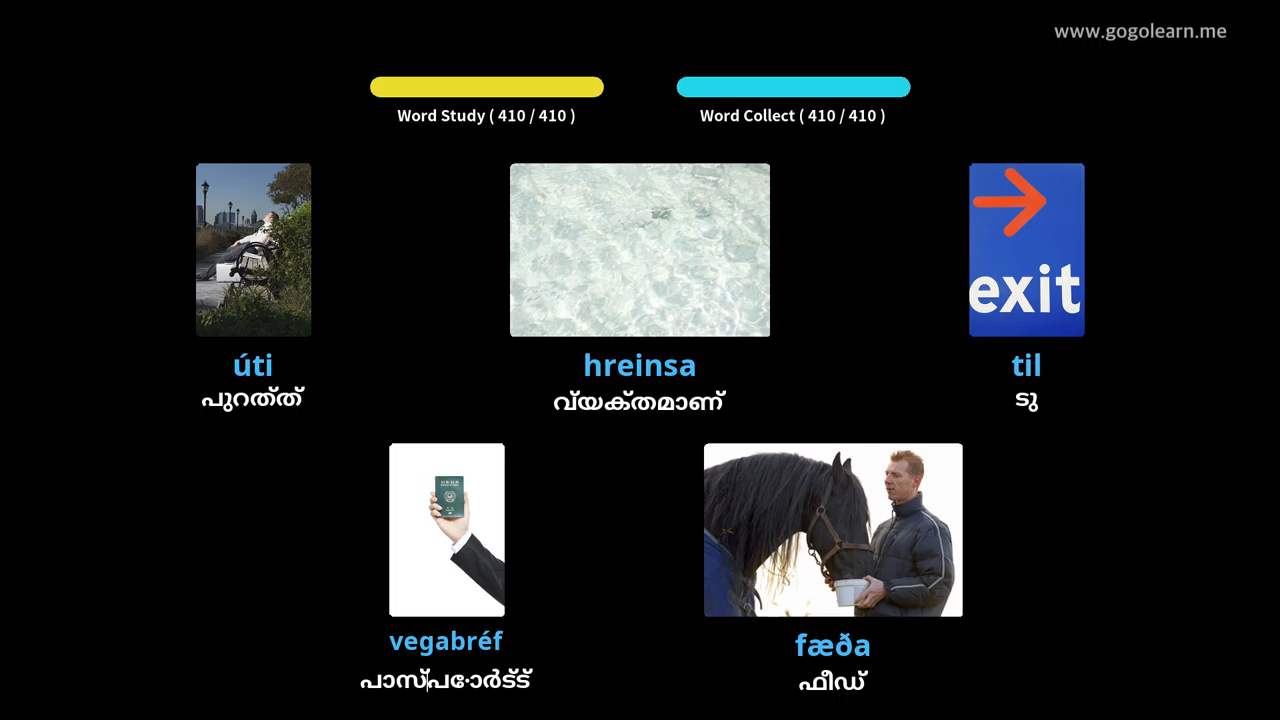 www.gogolearn.me
Word Study ( 410 / 410 )
Word Collect ( 410 / 410 )
exit
úti
hreinsa
til
പുറത്ത്
വ്യക്തമാണ്
ടു
vegabréf
fæða
പാസ്‌പോർട്ട്
ഫീഡ്